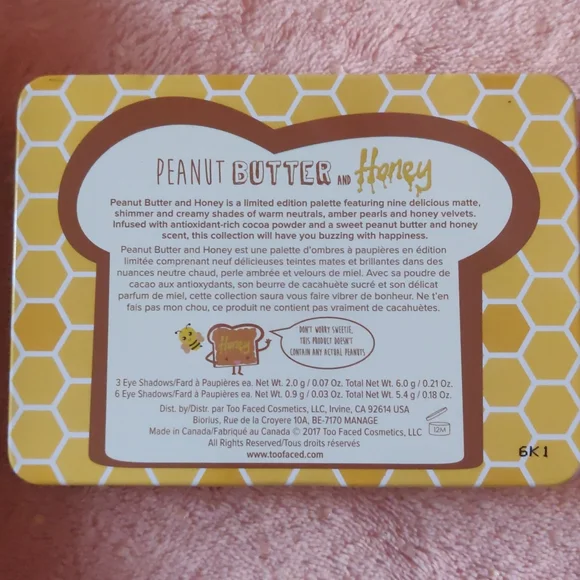 PEANUT BUTTER AND Honey
Peanut Butter and Honey is a limited edition palette featuring nine delicious matte,
shimmer and creamy shades of warm neutrals, amber pearls and honey velvets.
Infused with antioxidant-rich cocoa powder and a sweet peanut butter and honey
scent, this collection will have you buzzing with happiness.
Peanut Butter and Honey est une palette d'ombres à paupières en édition
limitée comprenant neuf délicieuses teintes mates et brillantes dans des
nuances neutre chaud, perle ambrée et velours de miel. Avec sa poudre de
cacao aux antioxydants, son beurre de cacahuète sucré et son délicat
parfum de miel, cette collection saura vous faire vibrer de bonheur. Ne t'en
fais pas mon chou, ce produit ne contient pas vraiment de cacahuètes.
Honey
DON'T WORRY SWEETIE,
THIS PRODUCT DOESN'T
CONTAIN ANY ACTUAL PEANUTS
3 Eye Shadows/Fard à Paupières ea. Net Wt. 2.0 g / 0.07 Oz. Total Net Wt. 6.0 g / 0.21 Oz.
6 Eye Shadows/Fard à Paupières ea. Net Wt. 0.9 g / 0.03 Oz. Total Net Wt. 5.4 g / 0.18 Oz.
Dist. by/Distr. par Too Faced Cosmetics, LLC, Irvine, CA 92614 USA
Biorius, Rue de la Croyere 10A, BE-7170 MANAGE
Made in Canada/Fabriqué au Canada © 2017 Too Faced Cosmetics, LLC
All Rights Reserved/Tous droits réservés
www.toofaced.com
12M
6K1